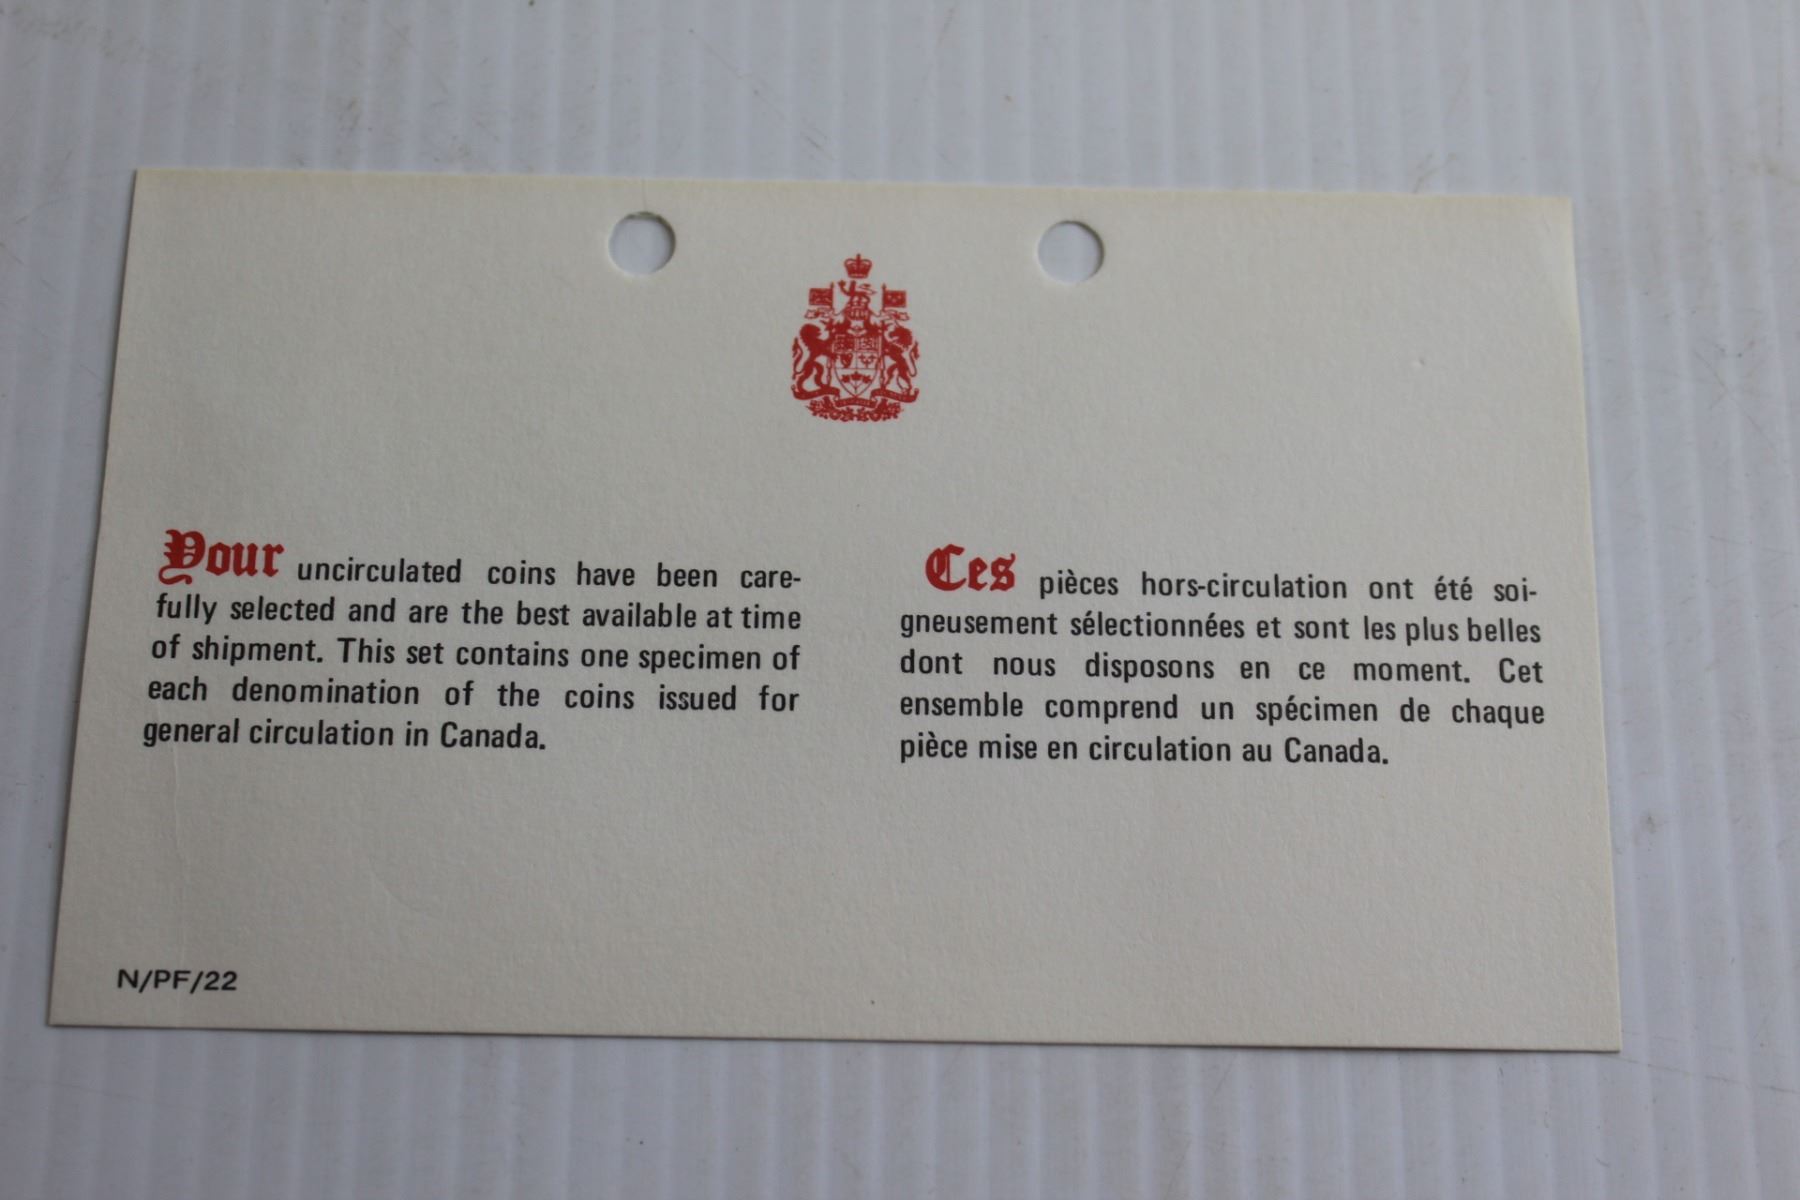 Your uncirculated coins have been care-
fully selected and are the best available at time
of shipment. This set contains one specimen of
each denomination of the coins issued for
general circulation in Canada.
Ces pièces hors-circulation ont été soi-
gneusement sélectionnées et sont les plus belles
dont nous disposons en ce moment. Cet
ensemble comprend un spécimen de chaque
pièce mise en circulation au Canada.
N/PF/22